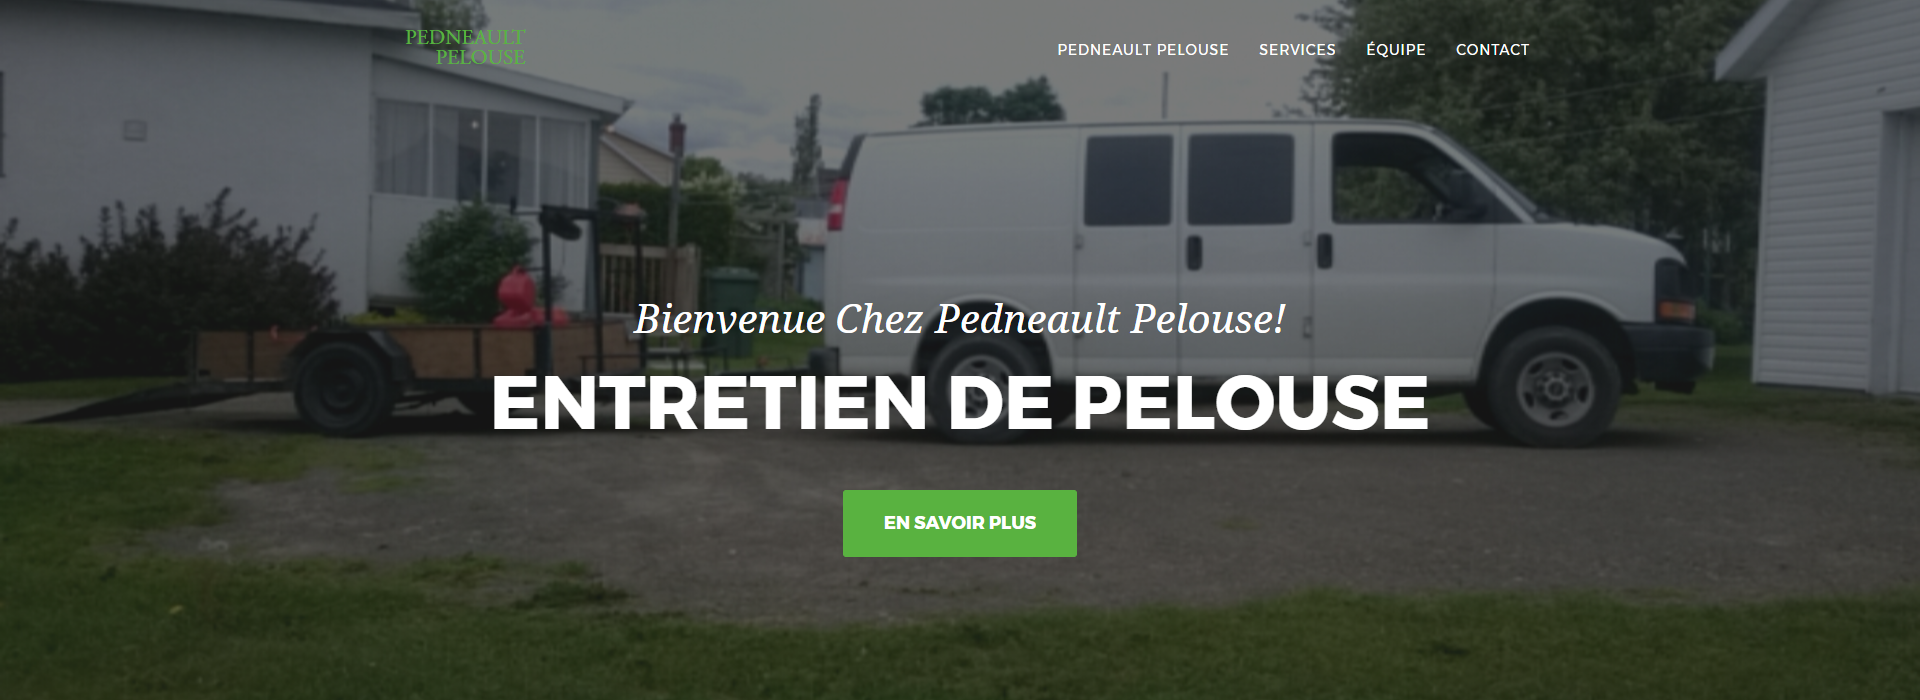 PEDNEAULT
PELOUSE
PEDNEAULT PELOUSE SERVICES ÉQUIPE CONTACT
Bienvenue Chez Pedneault Pelouse!
ENTRETIEN DE PELOUSE
EN SAVOIR PLUS